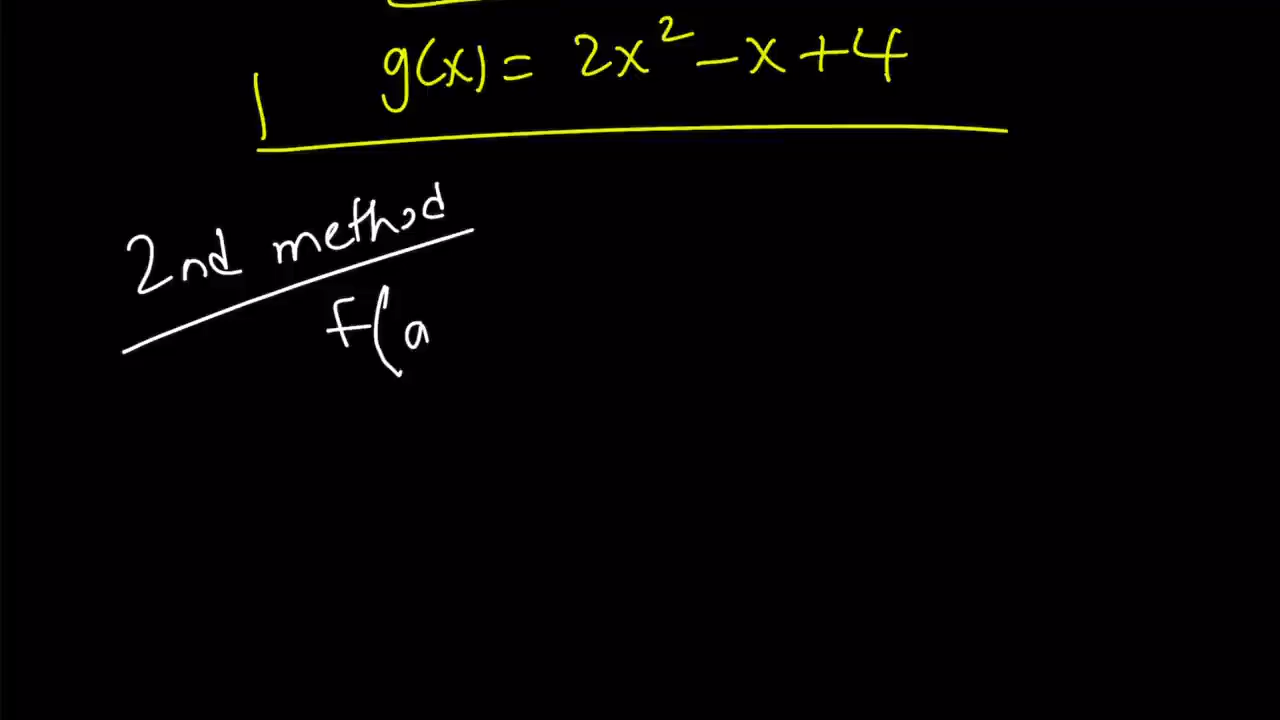 g(x) = 2x² - x + 4
2nd method
f(a